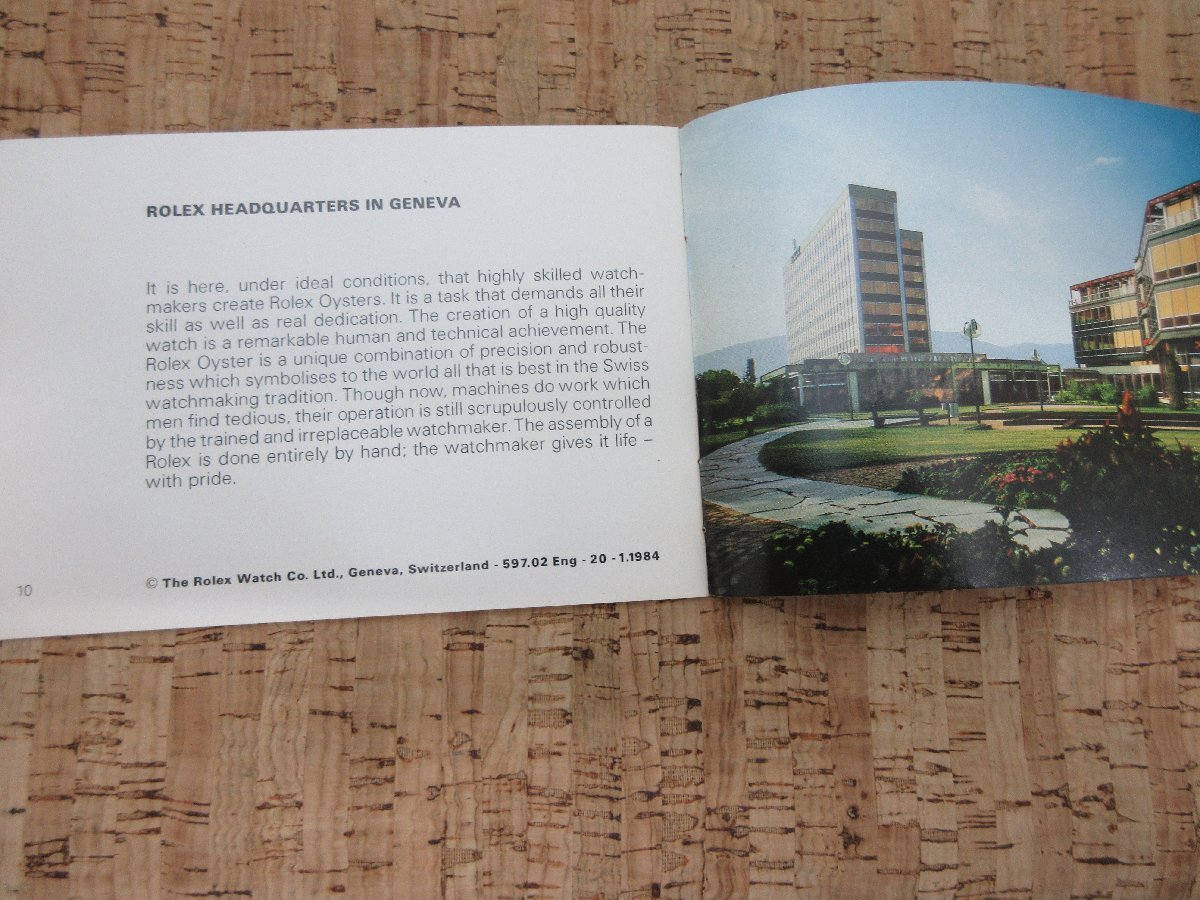 ROLEX HEADQUARTERS IN GENEVA
It is here, under ideal conditions, that highly skilled watch-
makers create Rolex Oysters. It is a task that demands all their
skill as well as real dedication. The creation of a high quality
watch is a remarkable human and technical achievement. The
Rolex Oyster is a unique combination of precision and robust-
ness which symbolises to the world all that is best in the Swiss
watchmaking tradition. Though now, machines do work which
men find tedious, their operation is still scrupulously controlled
by the trained and irreplaceable watchmaker. The assembly of a
Rolex is done entirely by hand; the watchmaker gives it life –
with pride.
© The Rolex Watch Co. Ltd., Geneva, Switzerland - 597.02 Eng - 20 - 1.1984
10